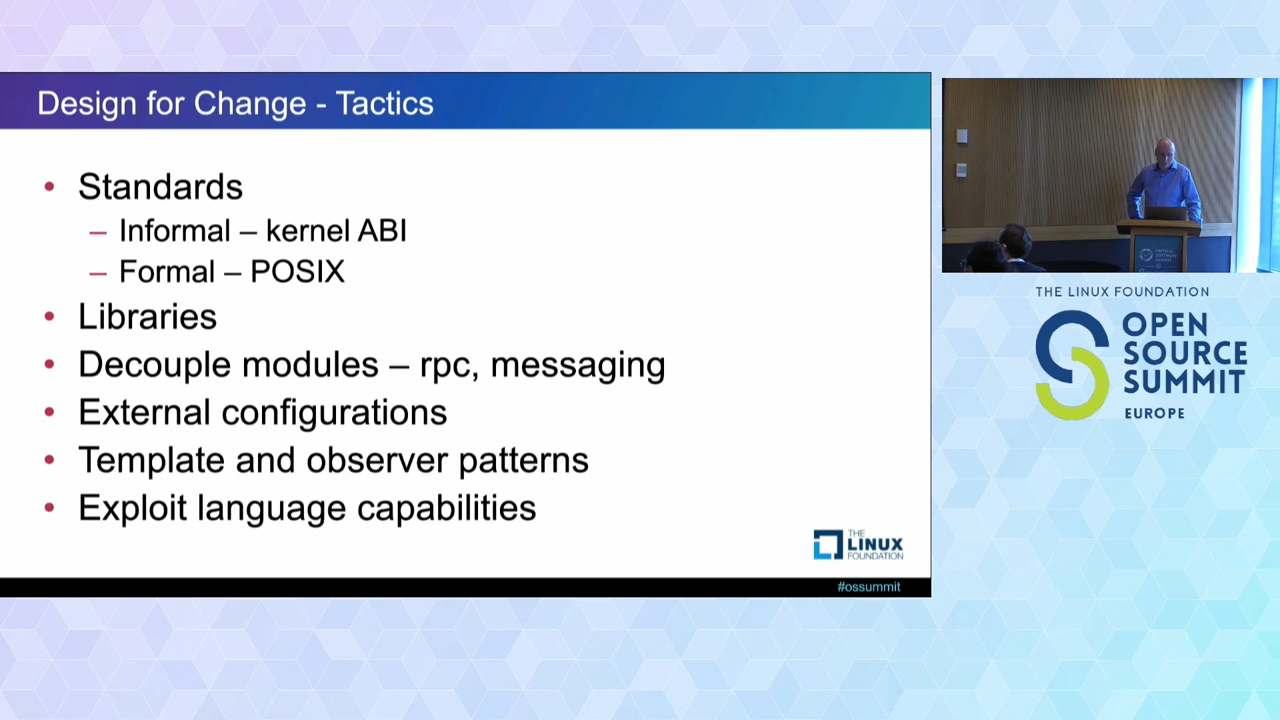 Design for Change - Tactics
• Standards
– Informal – kernel ABI
– Formal – POSIX
• Libraries
• Decouple modules – rpc, messaging
• External configurations
• Template and observer patterns
• Exploit language capabilities
THE
LINUX
FOUNDATION
#ossummit
THE LINUX FOUNDATION
OPEN
SOURCE
SUMMIT
EUROPE